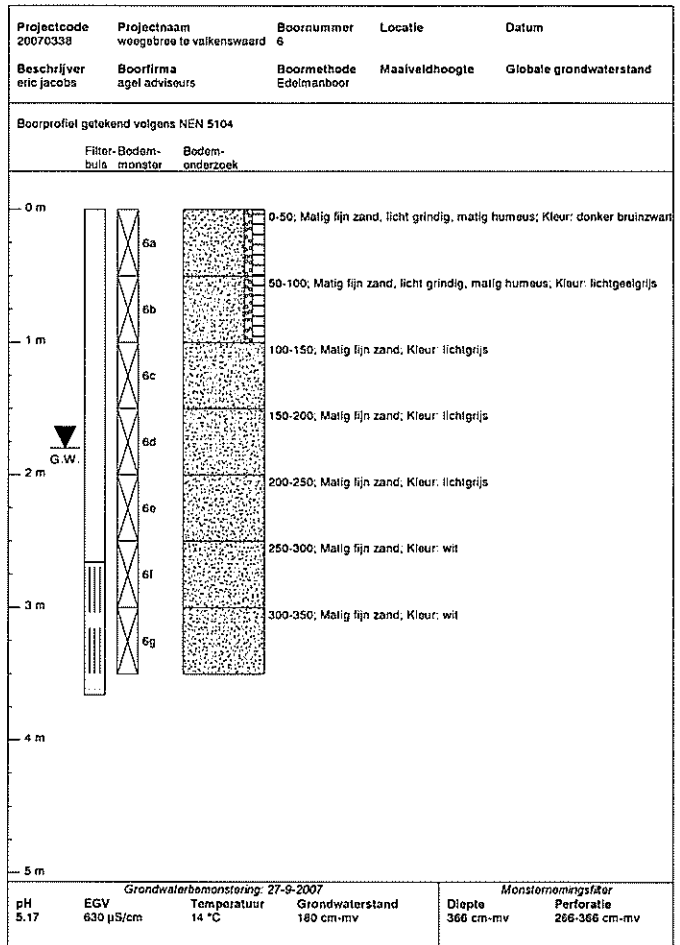 Projectcode Projectnaam Boornummer Locatie Datum
20070338 weegebree te valkenswaard 6
Beschrijver Boorfirma Boormethode Maaiveldhoogte Globale grondwaterstand
eric jacobs agel adviseurs Edelmanboor
Boorprofiel getekend volgens NEN 5104
Filter- Bodem- Bodem-
buis monster onderzoek
0 m
0-50; Matig fijn zand, licht grindig, matig humeus; Kleur: donker bruinzwart
6a
50-100; Matig fijn zand, licht grindig, matig humeus; Kleur: lichtgeelgrijs
6b
1 m
100-150; Matig fijn zand; Kleur: lichtgrijs
6c
150-200; Matig fijn zand; Kleur: lichtgrijs
6d
G.W.
2 m
200-250; Matig fijn zand; Kleur: lichtgrijs
6e
250-300; Matig fijn zand; Kleur: wit
6f
3 m
300-350; Matig fijn zand; Kleur: wit
6g
4 m
5 m
Grondwaterbemonstering: 27-9-2007 Monsternemingsfilter
pH EGV Temperatuur Grondwaterstand Diepte Perforatie
5.17 630 µS/cm 14 °C 180 cm-mv 366 cm-mv 266-366 cm-mv